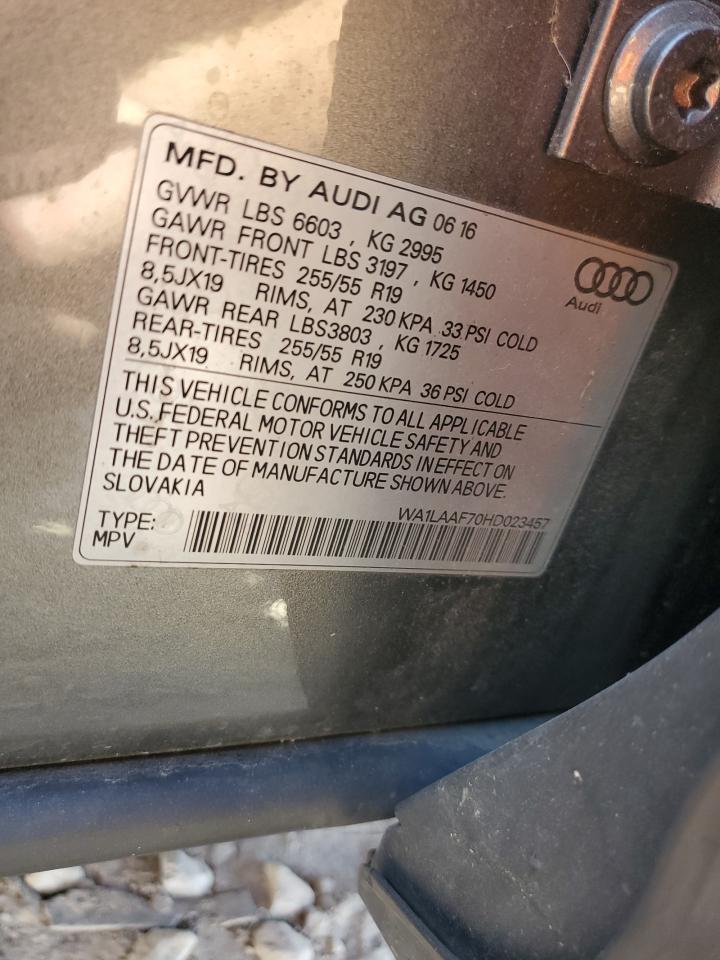 MFD. BY AUDI AG 06 16
GVWR LBS 6603 , KG 2995
GAWR FRONT LBS 3197 , KG 1450
FRONT-TIRES 255/55 R19
8,5JX19 RIMS, AT 230 KPA 33 PSI COLD
GAWR REAR LBS3803 , KG 1725
REAR-TIRES 255/55 R19
8,5JX19 RIMS, AT 250 KPA 36 PSI COLD
Audi
THIS VEHICLE CONFORMS TO ALL APPLICABLE
U.S. FEDERAL MOTOR VEHICLE SAFETY AND
THEFT PREVENTION STANDARDS IN EFFECT ON
THE DATE OF MANUFACTURE SHOWN ABOVE.
SLOVAKIA
WA1LAAF70HD023457
TYPE:
MPV